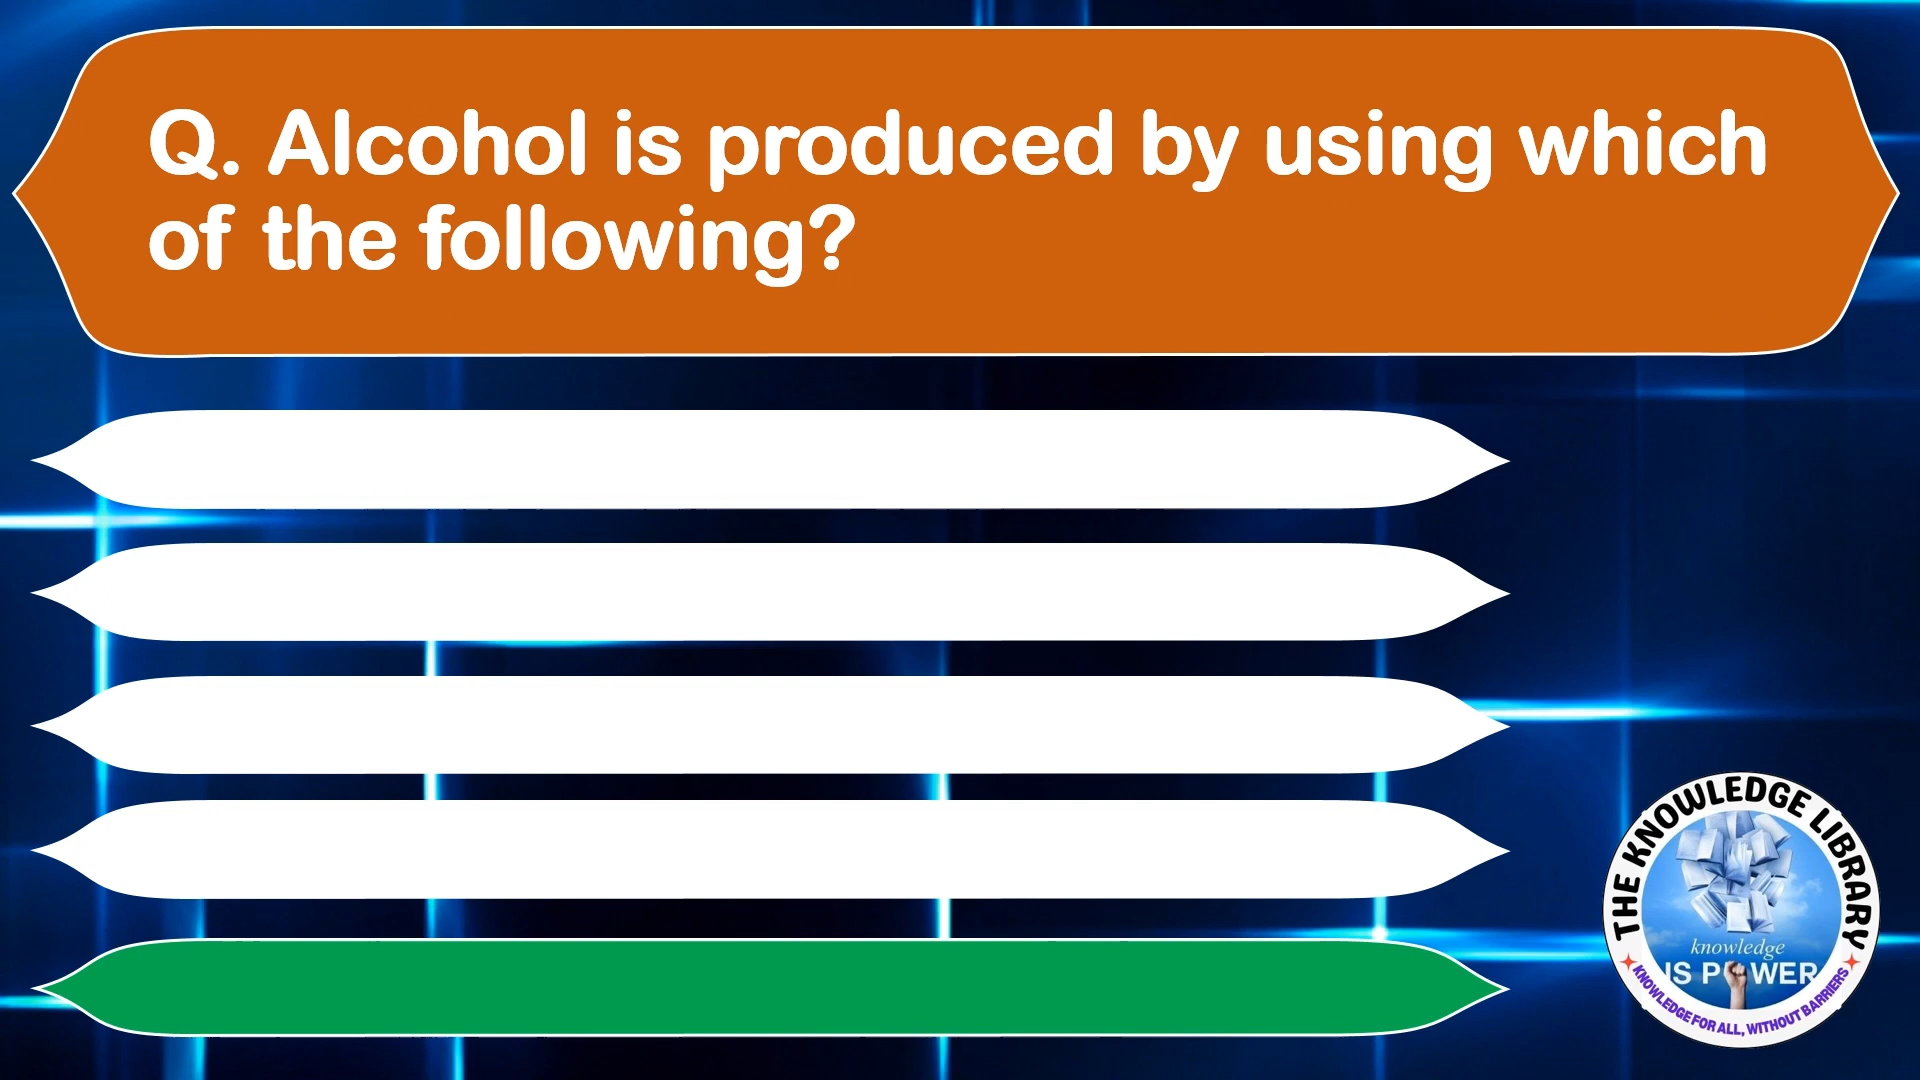 Q. Alcohol is produced by using which
of the following?
THE KNOWLEDGE LIBRARY
knowledge
IS POWER
KNOWLEDGE FOR ALL, WITHOUT BARRIERS